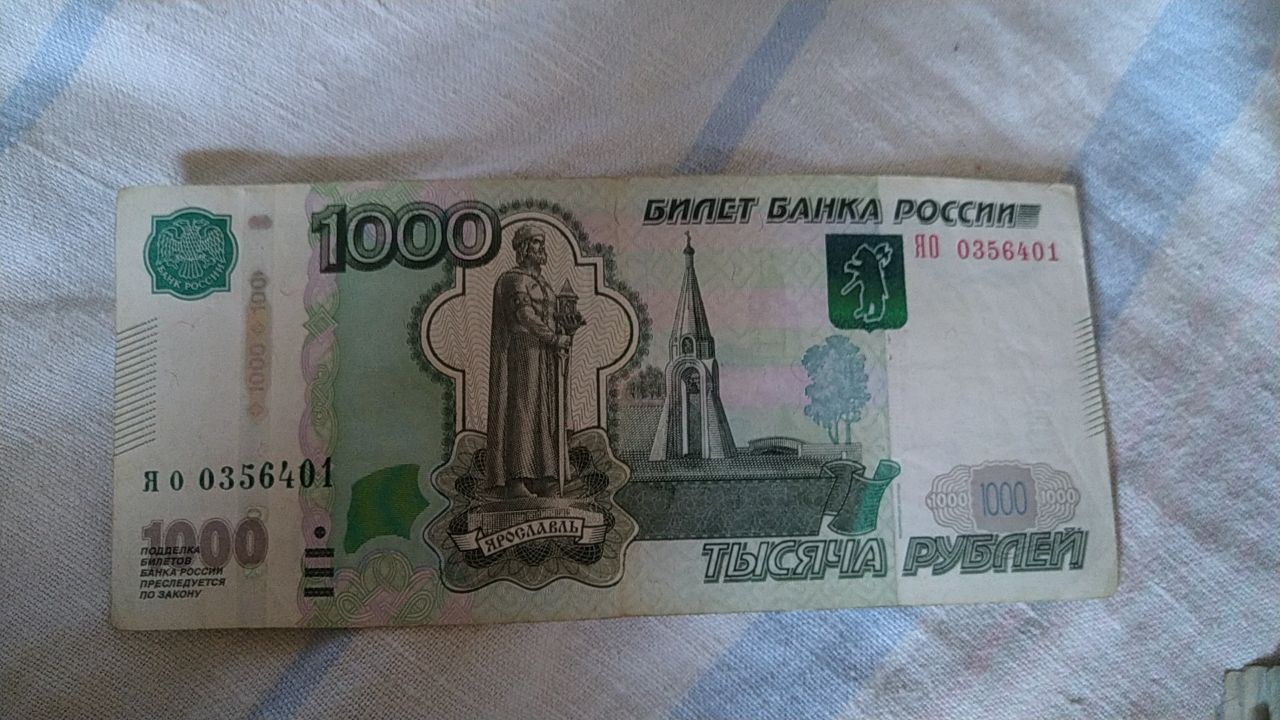 БИЛЕТ БАНКА РОССИИ
1000
ЯО 0356401
БАНК РОССИИ
1000 1000
Яо 0356401
1000
ПОДДЕЛКА
БИЛЕТОВ
БАНКА РОССИИ
ПРЕСЛЕДУЕТСЯ
ПО ЗАКОНУ
ЯРОСЛАВЛЬ
1000 1000 1000
ТЫСЯЧА РУБЛЕЙ